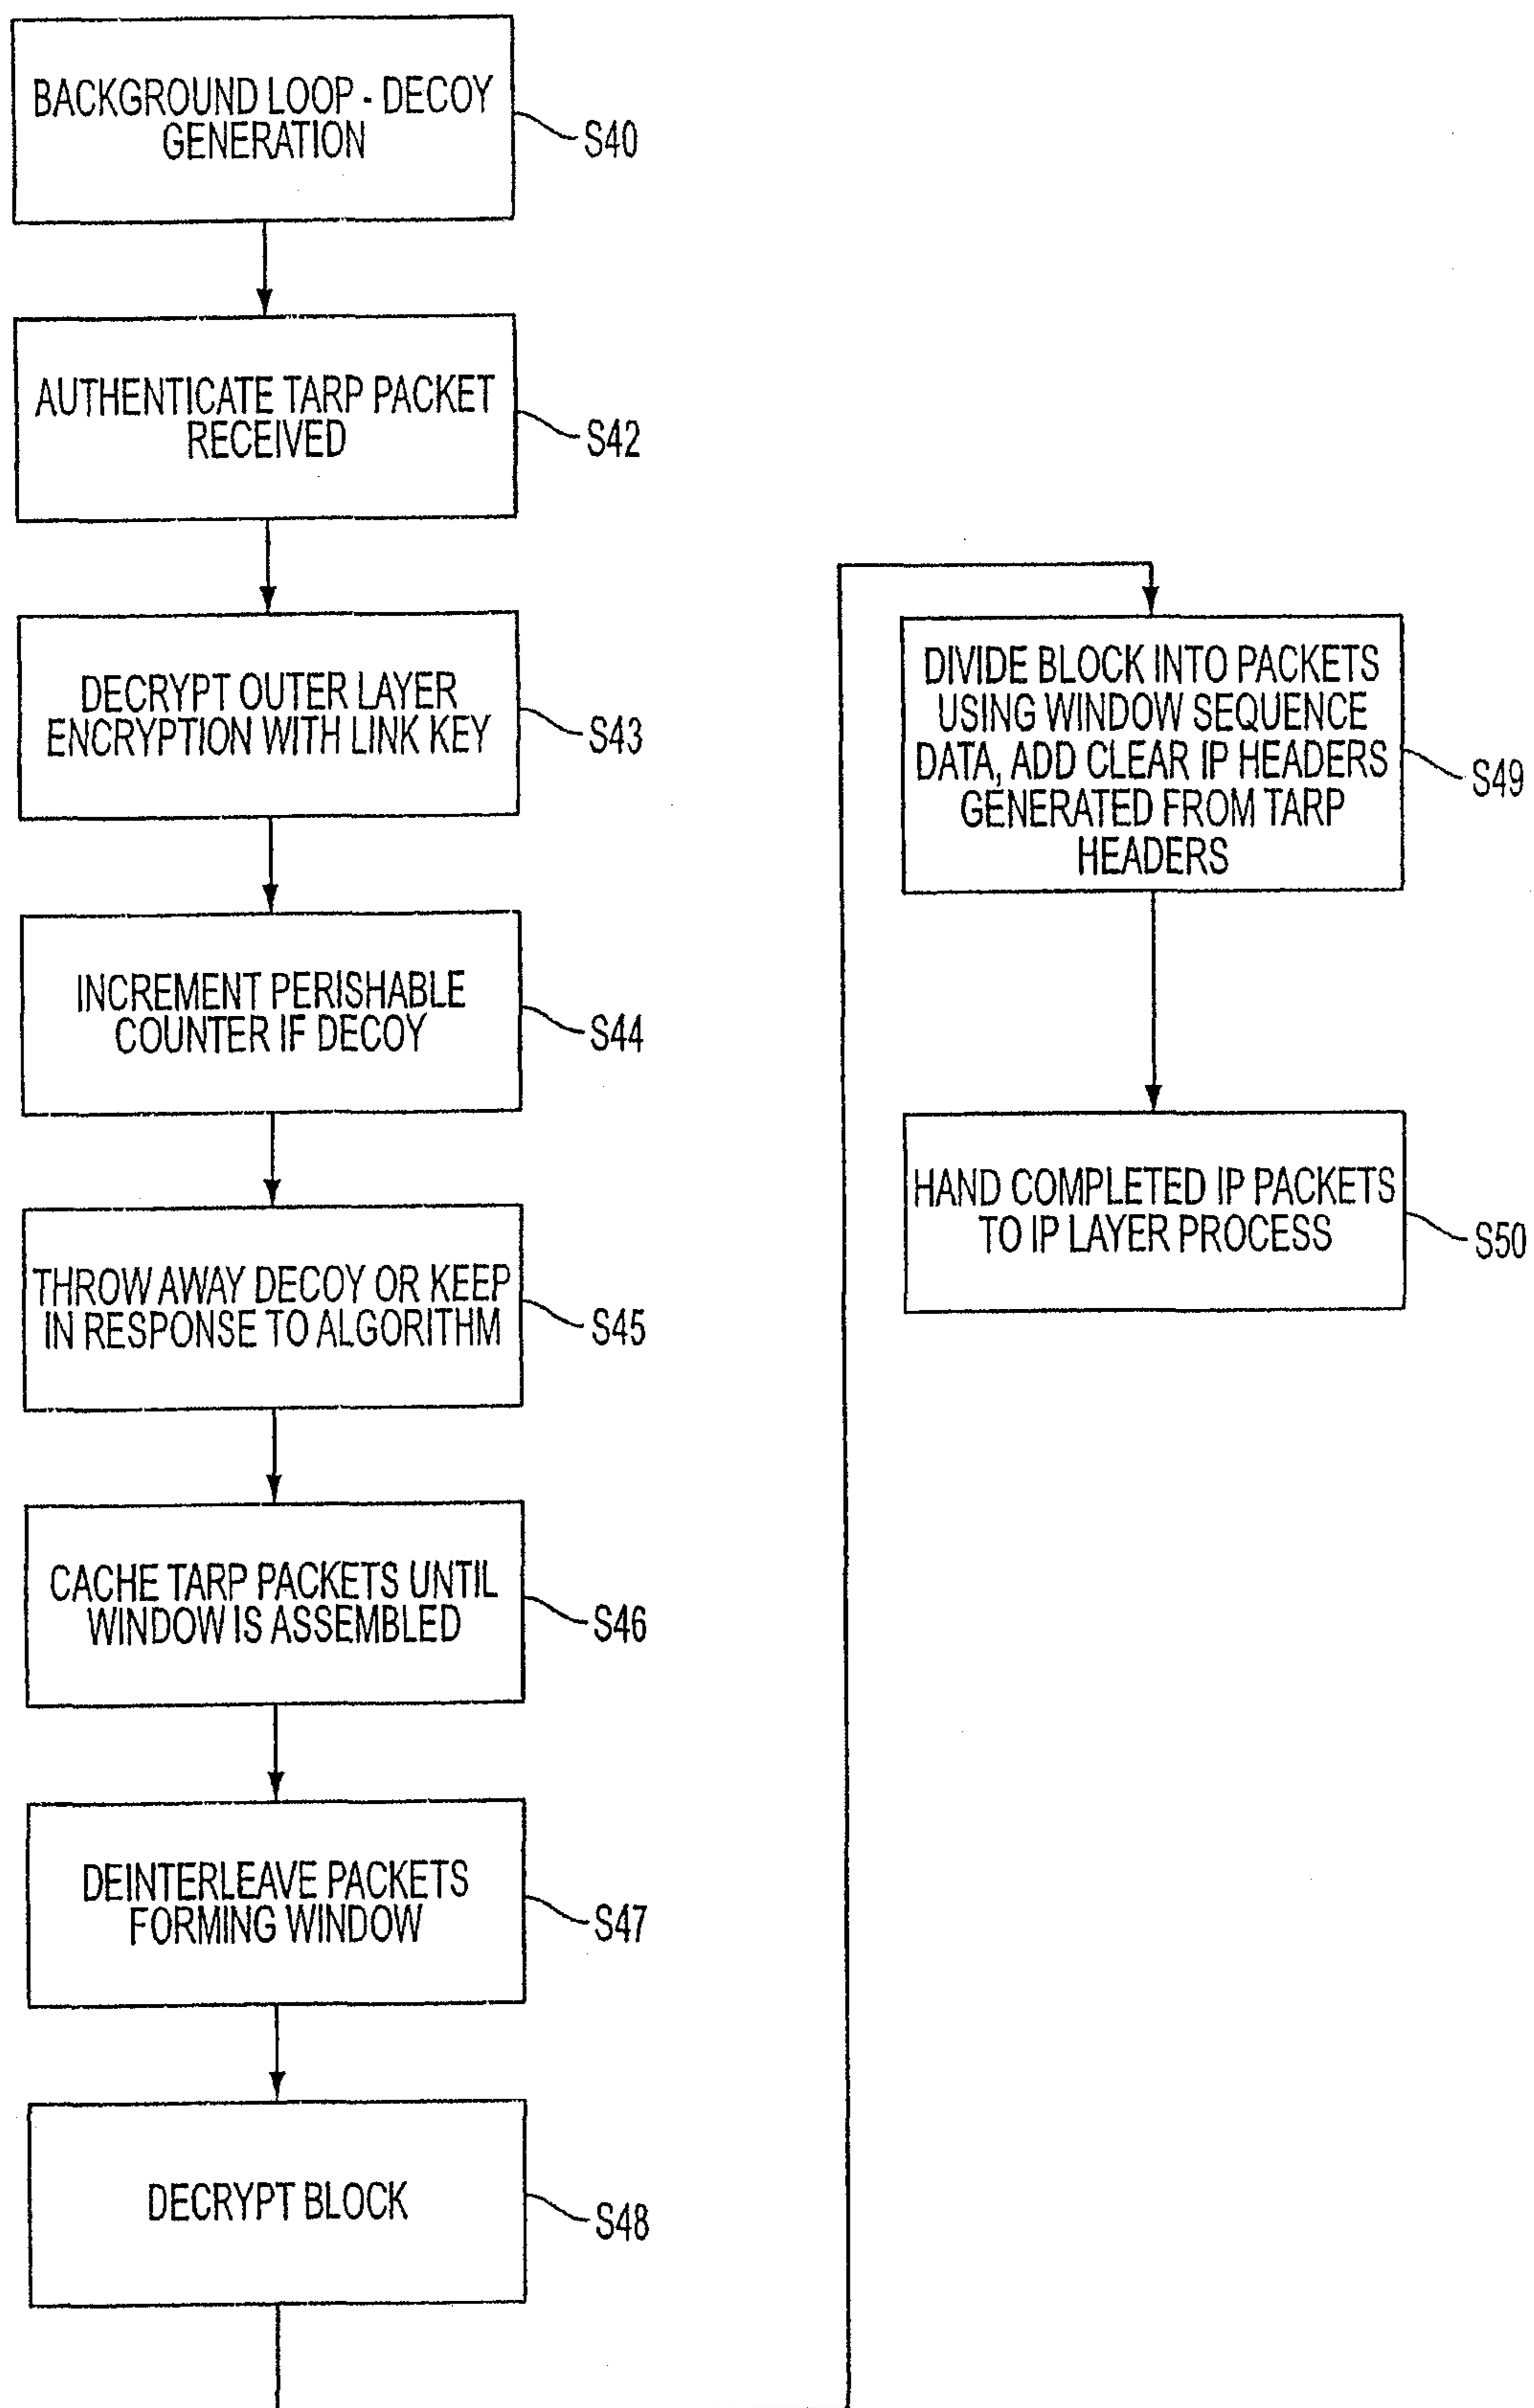 BACKGROUND LOOP - DECOY
GENERATION
S40
AUTHENTICATE TARP PACKET
RECEIVED
S42
DECRYPT OUTER LAYER
ENCRYPTION WITH LINK KEY
S43
INCREMENT PERISHABLE
COUNTER IF DECOY
S44
THROW AWAY DECOY OR KEEP
IN RESPONSE TO ALGORITHM
S45
CACHE TARP PACKETS UNTIL
WINDOW IS ASSEMBLED
S46
DEINTERLEAVE PACKETS
FORMING WINDOW
S47
DECRYPT BLOCK
S48
DIVIDE BLOCK INTO PACKETS
USING WINDOW SEQUENCE
DATA, ADD CLEAR IP HEADERS
GENERATED FROM TARP
HEADERS
S49
HAND COMPLETED IP PACKETS
TO IP LAYER PROCESS
S50